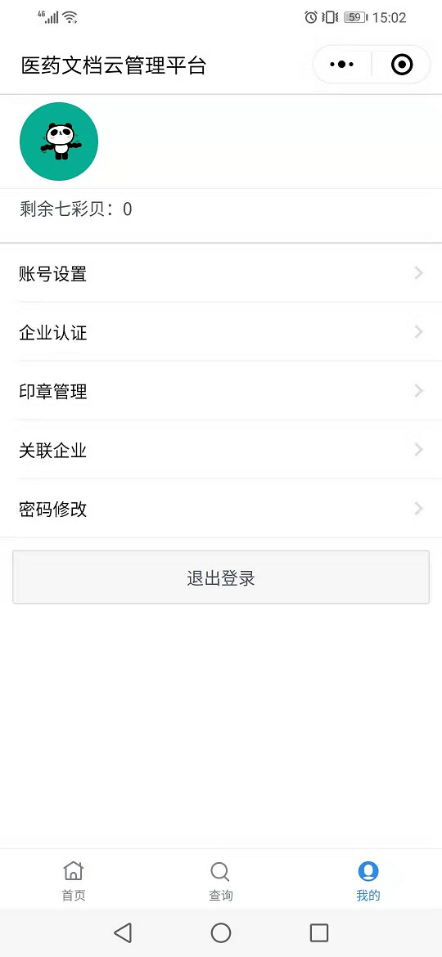 46
59
15:02
医药文档云管理平台
剩余七彩贝：0
账号设置
企业认证
印章管理
关联企业
密码修改
退出登录
首页
查询
我的